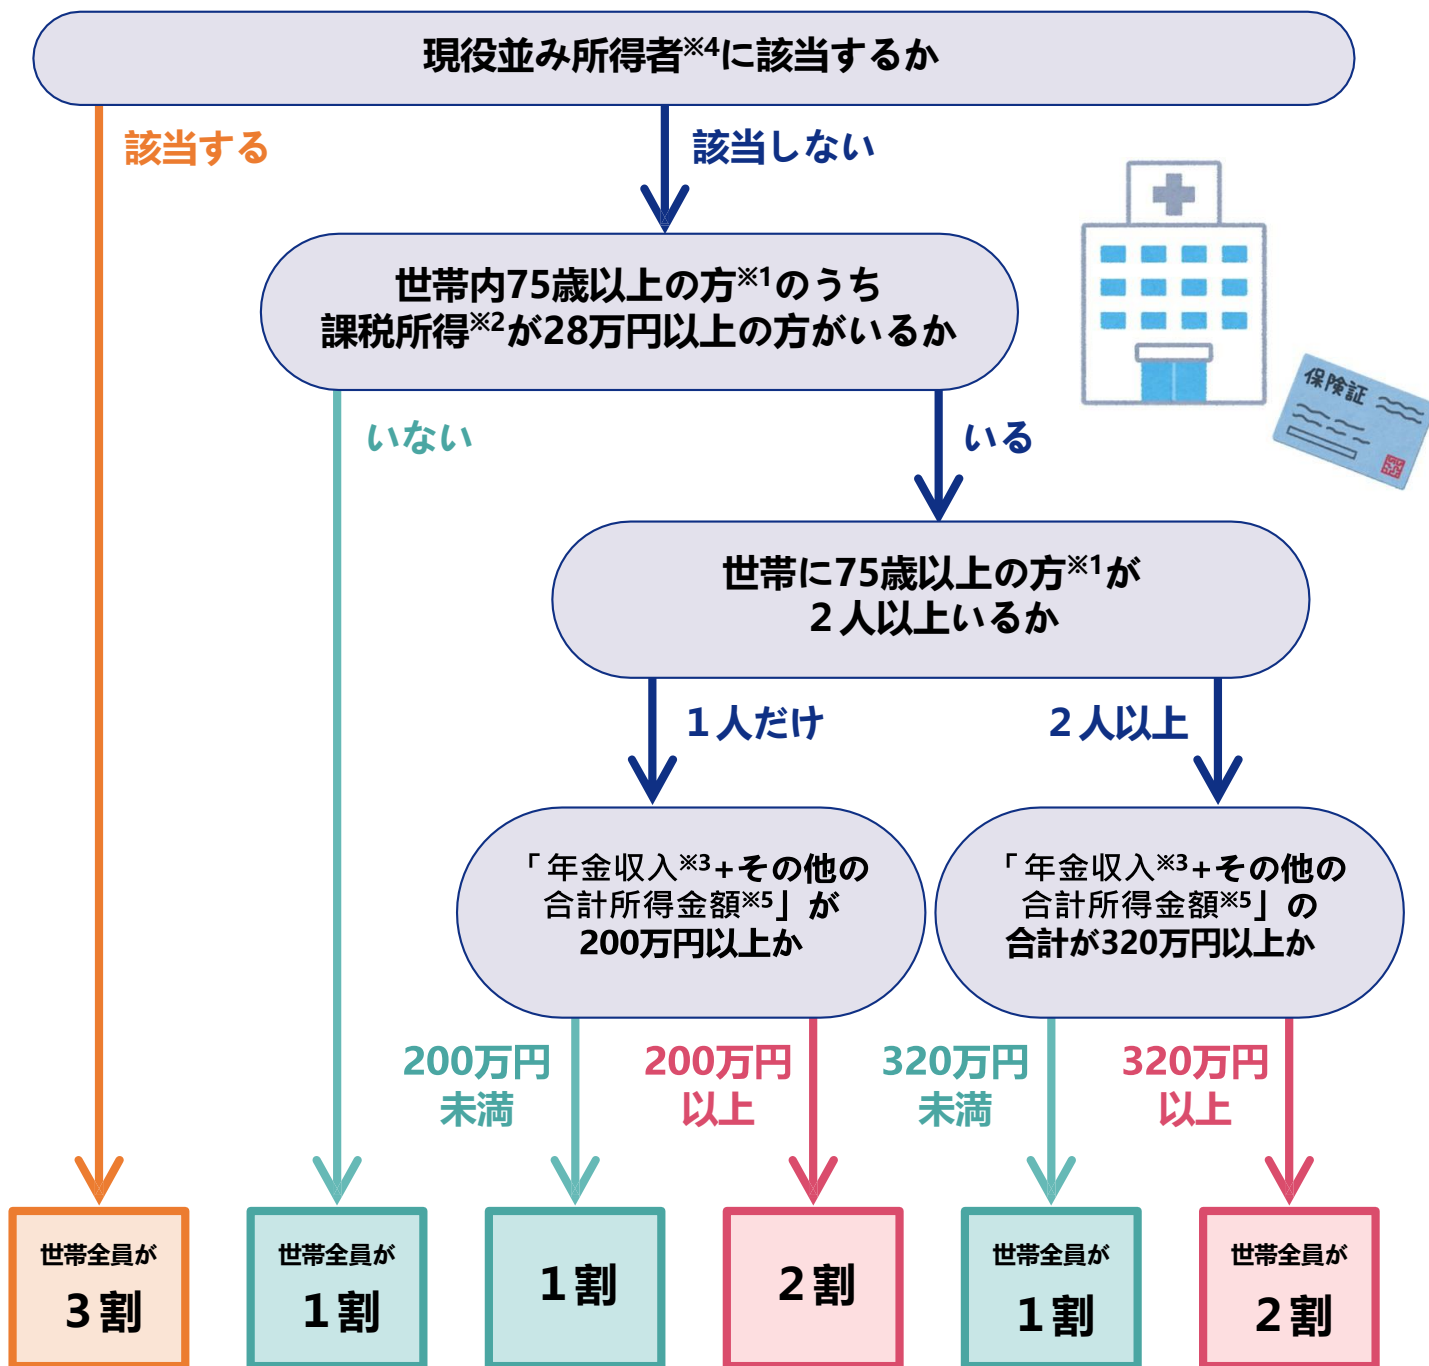 現役並み所得者※4に該当するか
該当する
該当しない
世帯内75歳以上の方※1のうち
課税所得※2が28万円以上の方がいるか
保険証
いない
いる
世帯に75歳以上の方※1が
２人以上いるか
１人だけ
２人以上
「年金収入※3+その他の
合計所得金額※5」が
200万円以上か
「年金収入※3+その他の
合計所得金額※5」の
合計が320万円以上か
200万円
未満
200万円
以上
320万円
未満
320万円
以上
世帯全員が
３割
世帯全員が
１割
１割
２割
世帯全員が
１割
世帯全員が
２割